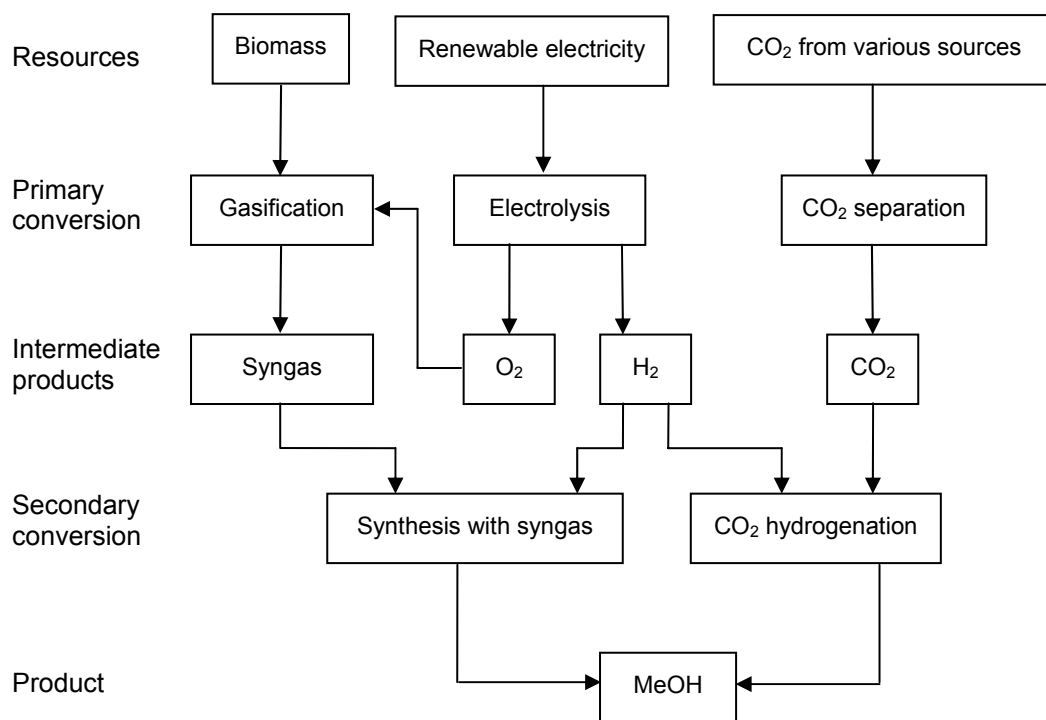 Resources
Biomass
Renewable electricity
CO₂ from various sources
Primary
conversion
Gasification
Electrolysis
CO₂ separation
Intermediate
products
Syngas
O₂
H₂
CO₂
Secondary
conversion
Synthesis with syngas
CO₂ hydrogenation
Product
MeOH